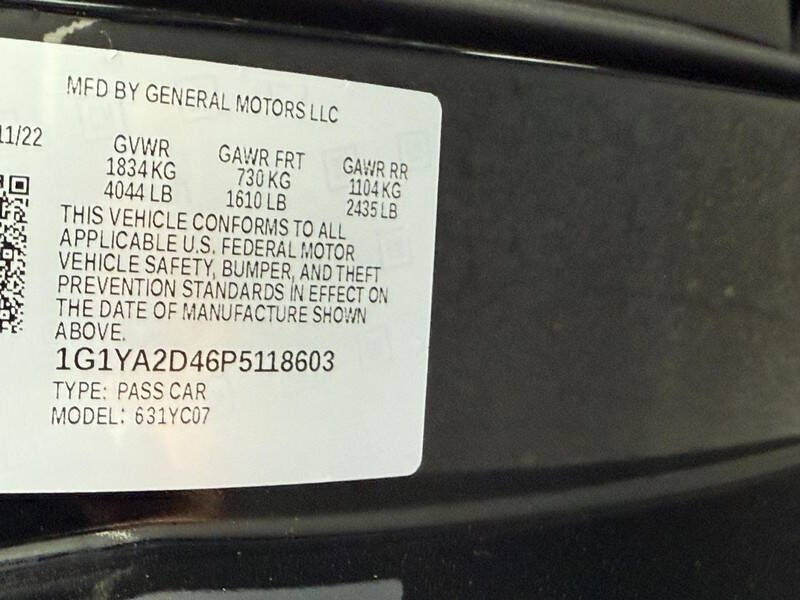 MFD BY GENERAL MOTORS LLC
11/22
GVWR GAWR FRT GAWR RR
1834 KG 730 KG 1104 KG
4044 LB 1610 LB 2435 LB
THIS VEHICLE CONFORMS TO ALL
APPLICABLE U.S. FEDERAL MOTOR
VEHICLE SAFETY, BUMPER, AND THEFT
PREVENTION STANDARDS IN EFFECT ON
THE DATE OF MANUFACTURE SHOWN
ABOVE.
1G1YA2D46P5118603
TYPE: PASS CAR
MODEL: 631YC07